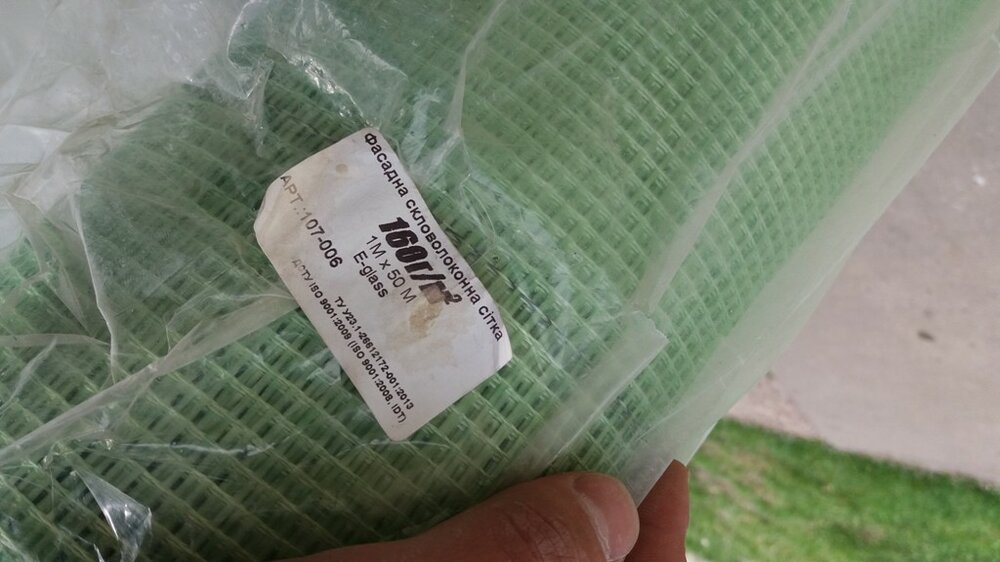 Фасадна скловолоконна сітка
160г/м²
1М х 50 М
E-glass
АРТ.:107-006
ТУ У23.1-26612172-001:2013
ДСТУ ISO 9001:2009 (ISO 9001:2008, IDT)